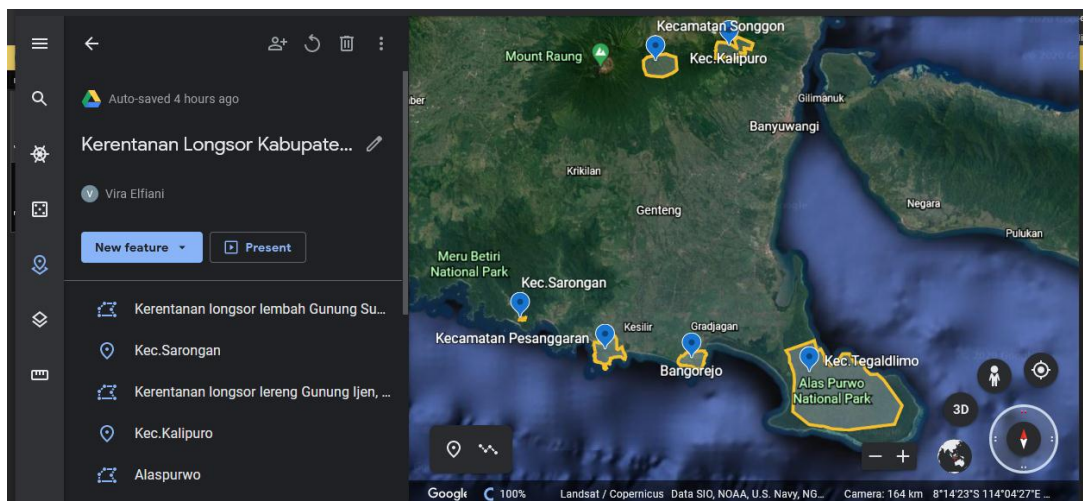 Auto-saved 4 hours ago
Kerentanan Longsor Kabupate...
V Vira Elfiani
New feature
Present
Kerentanan longsor lembah Gunung Su...
Kec.Sarongan
Kerentanan longsor lereng Gunung Ijen, ...
Kec.Kalipuro
Alaspurwo
Kecamatan Songgon
Mount Raung
Kec.Kalipuro
ber
Gilimanuk
Banyuwangi
Krikilan
Genteng
Negara
Pulukan
Meru Betiri
National Park
Kec.Sarongan
Kecamatan Pesanggaran
Kesilir
Gradjagan
Bangorejo
Kec.Tegaldlimo
Alas Purwo
National Park
3D
Google
100%
Landsat / Copernicus Data SIO, NOAA, U.S. Navy, NG...
Camera: 164 km 8°14'23"S 114°04'27"E ...